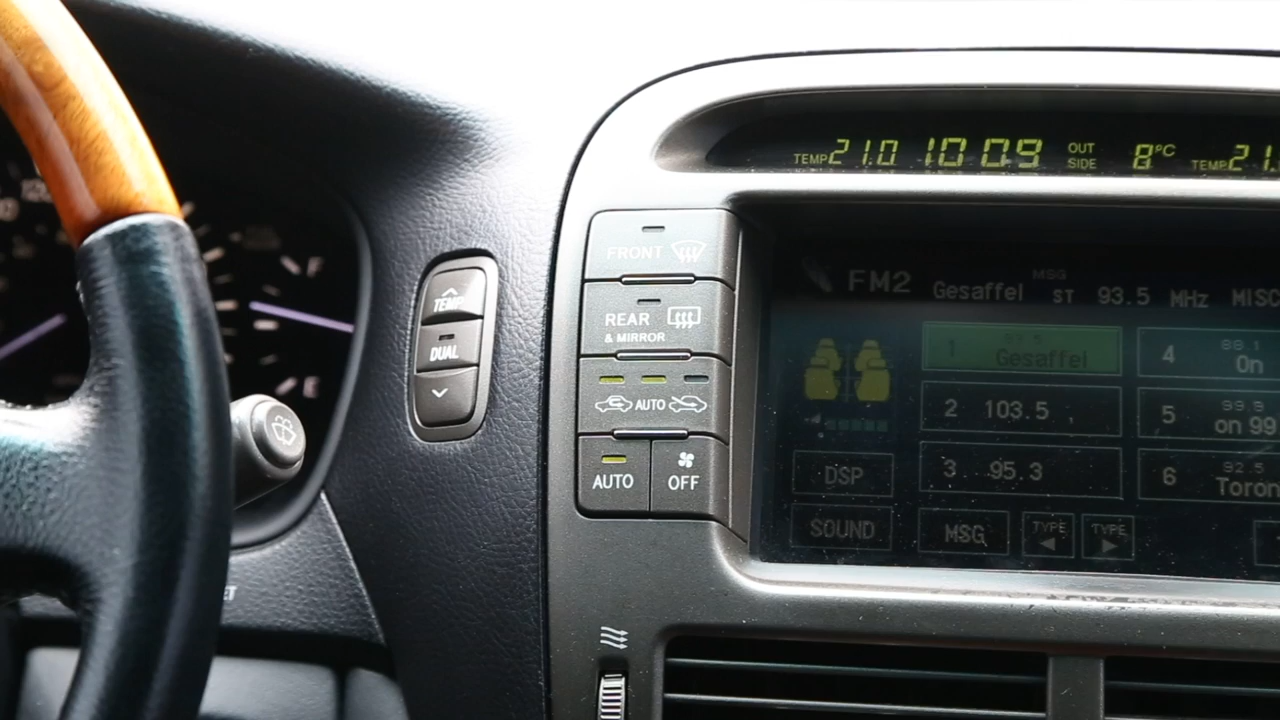 TEMP 21.0 10 09 OUT SIDE 8°C TEMP 21.
FRONT
REAR
& MIRROR
AUTO
AUTO
OFF
TEMP
DUAL
F
E
MSG
FM2 Gesaffel ST 93.5 MHz MISC
1 Gesaffel
88.1
4 On
2 103.5
99.9
5 on 99
3 95.3
92.5
6 Toron
DSP
SOUND
MSG
TYPE
TYPE